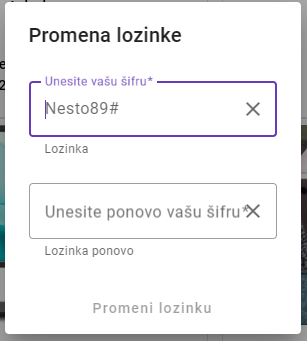 Promena lozinke
Unesite vašu šifru*
Nesto89#
Lozinka
Unesite ponovo vašu šifru*
Lozinka ponovo
Promeni lozinku